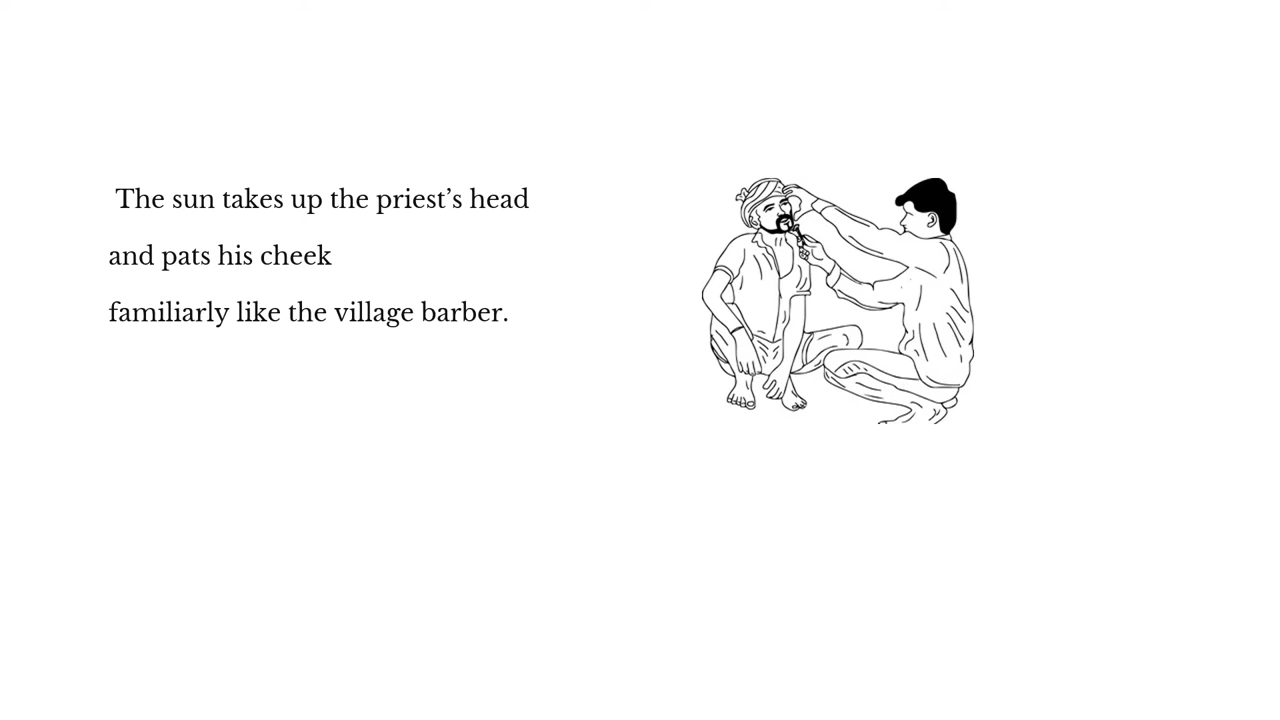 The sun takes up the priest’s head
and pats his cheek
familiarly like the village barber.